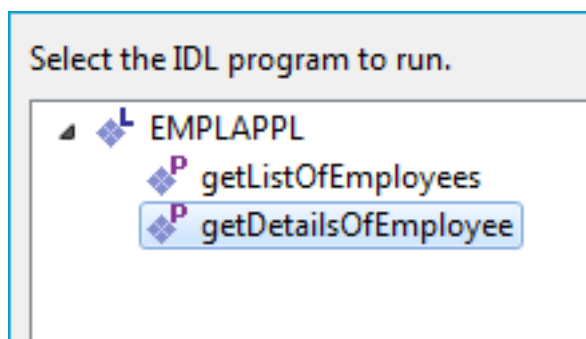 Select the IDL program to run.
L EMPLAPPL
P getListOfEmployees
P getDetailsOfEmployee